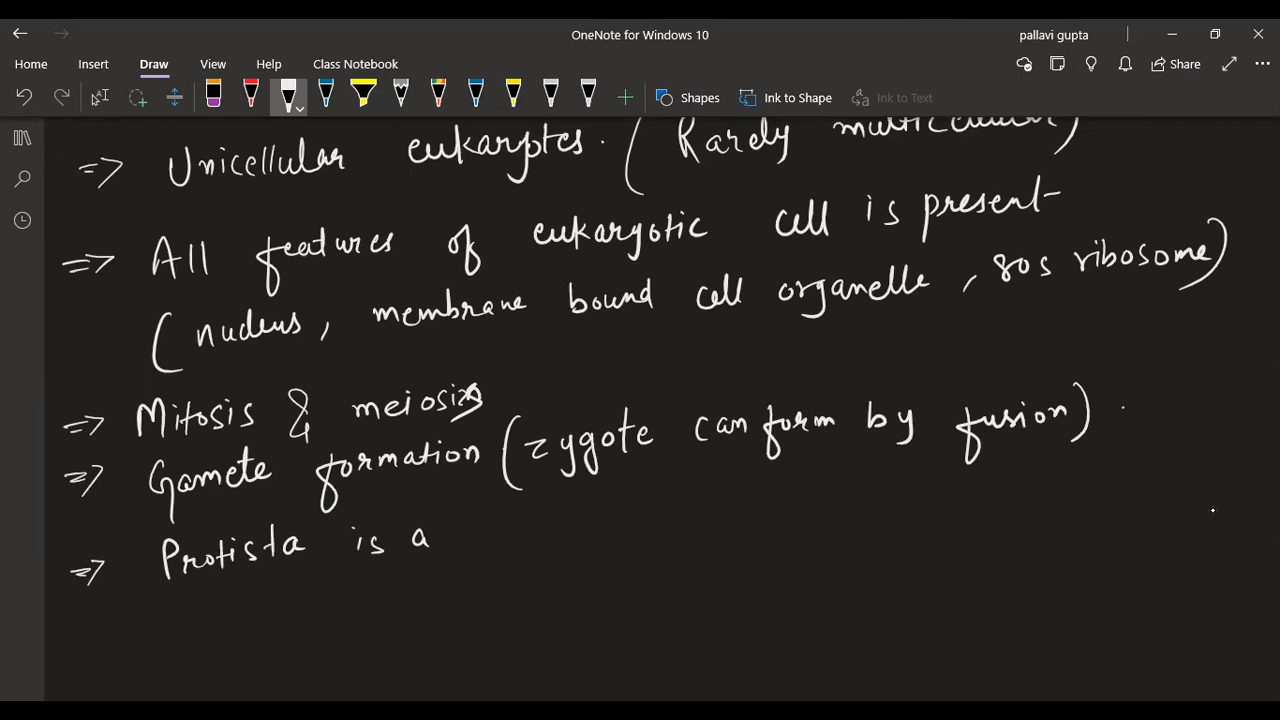 OneNote for Windows 10
pallavi gupta
Home Insert Draw View Help Class Notebook
Share
Shapes Ink to Shape Ink to Text
=> Unicellular eukaryotes. (Rarely multicellular)
=> All features of eukaryotic cell is present
(nucleus, membrane bound cell organelle, 80s ribosome)
=> Mitosis & meiosis
=> Gamete formation (zygote can form by fusion).
=> Protista is a